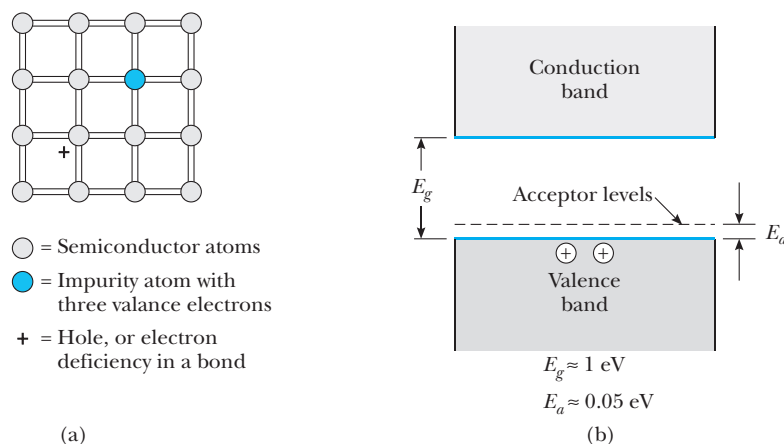 +
= Semiconductor atoms
= Impurity atom with
three valance electrons
+ = Hole, or electron
deficiency in a bond
(a)
Conduction
band
E_g
Acceptor levels
E_a
+ +
Valence
band
E_g ≈ 1 eV
E_a ≈ 0.05 eV
(b)